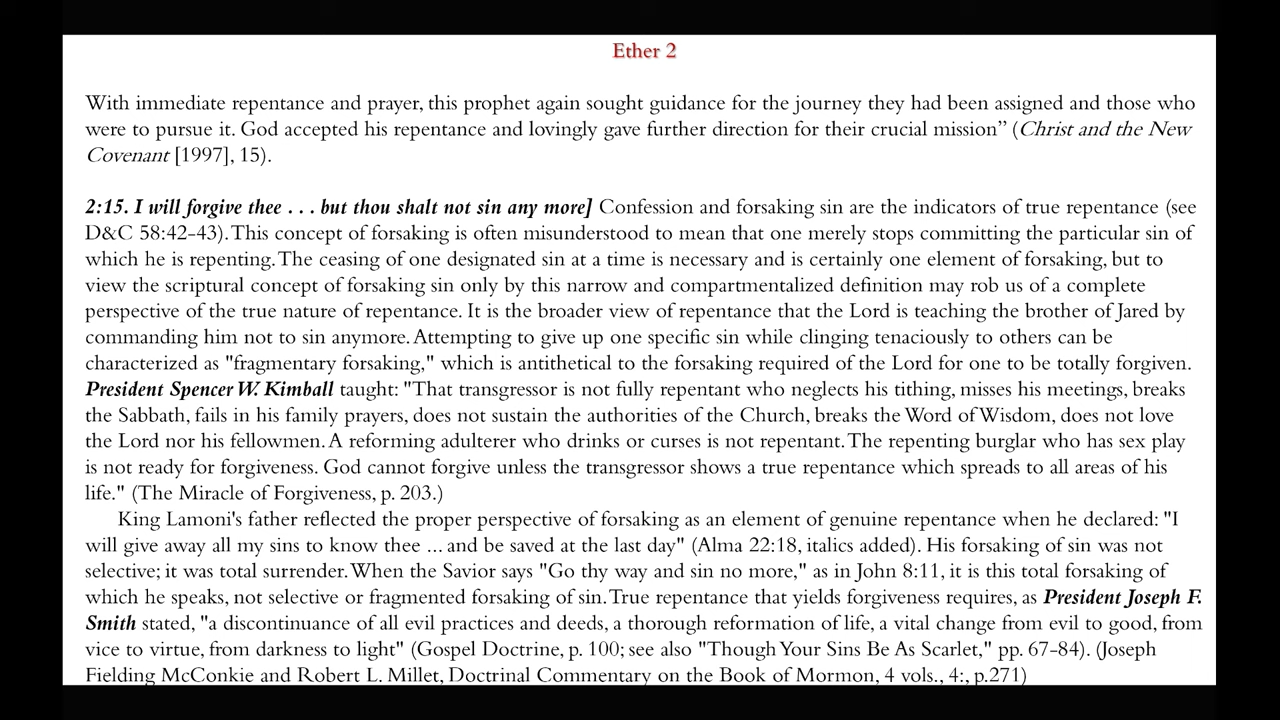 Ether 2
With immediate repentance and prayer, this prophet again sought guidance for the journey they had been assigned and those who
were to pursue it. God accepted his repentance and lovingly gave further direction for their crucial mission” (Christ and the New
Covenant [1997], 15).
2:15. I will forgive thee . . . but thou shalt not sin any more] Confession and forsaking sin are the indicators of true repentance (see
D&C 58:42-43). This concept of forsaking is often misunderstood to mean that one merely stops committing the particular sin of
which he is repenting. The ceasing of one designated sin at a time is necessary and is certainly one element of forsaking, but to
view the scriptural concept of forsaking sin only by this narrow and compartmentalized definition may rob us of a complete
perspective of the true nature of repentance. It is the broader view of repentance that the Lord is teaching the brother of Jared by
commanding him not to sin anymore. Attempting to give up one specific sin while clinging tenaciously to others can be
characterized as "fragmentary forsaking," which is antithetical to the forsaking required of the Lord for one to be totally forgiven.
President Spencer W. Kimball taught: "That transgressor is not fully repentant who neglects his tithing, misses his meetings, breaks
the Sabbath, fails in his family prayers, does not sustain the authorities of the Church, breaks the Word of Wisdom, does not love
the Lord nor his fellowmen. A reforming adulterer who drinks or curses is not repentant. The repenting burglar who has sex play
is not ready for forgiveness. God cannot forgive unless the transgressor shows a true repentance which spreads to all areas of his
life." (The Miracle of Forgiveness, p. 203.)
King Lamoni's father reflected the proper perspective of forsaking as an element of genuine repentance when he declared: "I
will give away all my sins to know thee ... and be saved at the last day" (Alma 22:18, italics added). His forsaking of sin was not
selective; it was total surrender. When the Savior says "Go thy way and sin no more," as in John 8:11, it is this total forsaking of
which he speaks, not selective or fragmented forsaking of sin. True repentance that yields forgiveness requires, as President Joseph F.
Smith stated, "a discontinuance of all evil practices and deeds, a thorough reformation of life, a vital change from evil to good, from
vice to virtue, from darkness to light" (Gospel Doctrine, p. 100; see also "Though Your Sins Be As Scarlet," pp. 67-84). (Joseph
Fielding McConkie and Robert L. Millet, Doctrinal Commentary on the Book of Mormon, 4 vols., 4:, p.271)